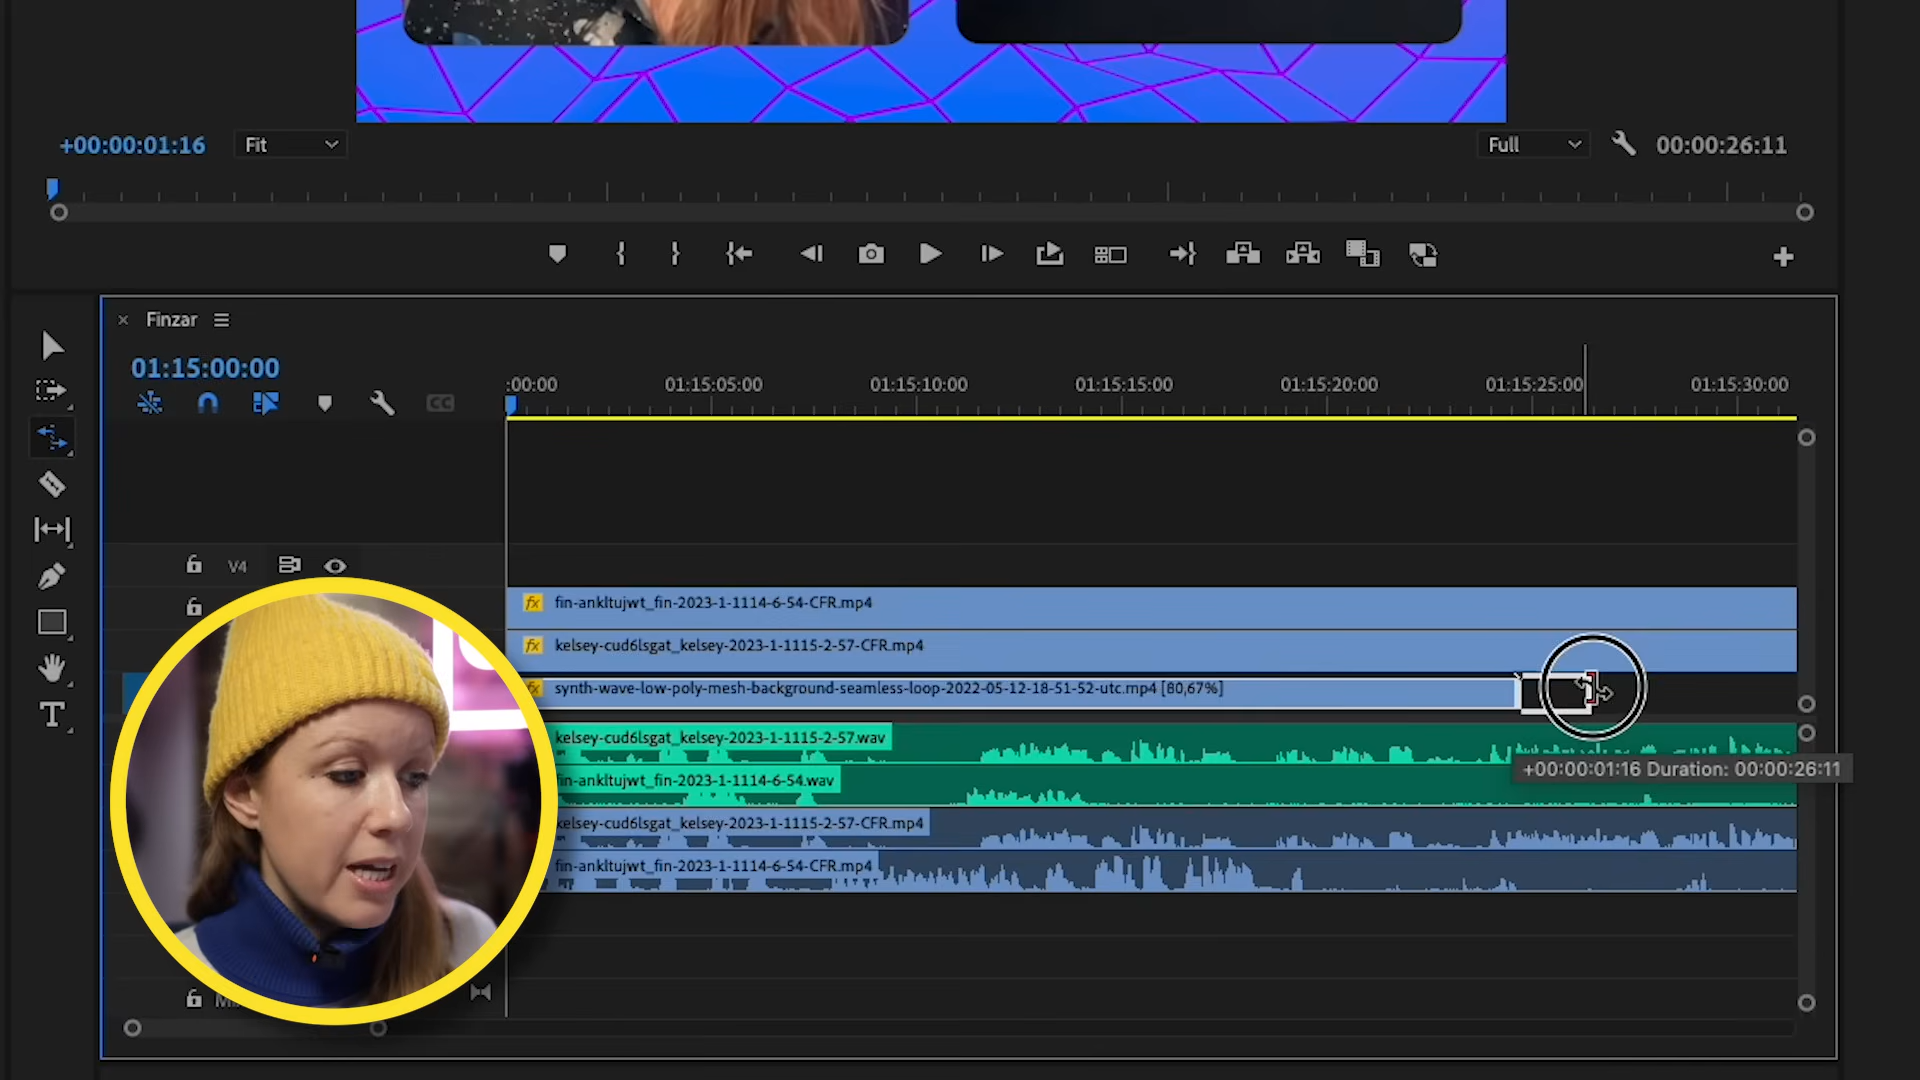 +00:00:01:16 Fit Full 00:00:26:11
Finzar
01:15:00:00
:00:00 01:15:05:00 01:15:10:00 01:15:15:00 01:15:20:00 01:15:25:00 01:15:30:00
CC
V4
fx fin-ankltujwt_fin-2023-1-1114-6-54-CFR.mp4
fx kelsey-cud6lsgat_kelsey-2023-1-1115-2-57-CFR.mp4
fx synth-wave-low-poly-mesh-background-seamless-loop-2022-05-12-18-51-52-utc.mp4 [80,67%]
kelsey-cud6lsgat_kelsey-2023-1-1115-2-57.wav
+00:00:01:16 Duration: 00:00:26:11
fin-ankltujwt_fin-2023-1-1114-6-54.wav
kelsey-cud6lsgat_kelsey-2023-1-1115-2-57-CFR.mp4
fin-ankltujwt_fin-2023-1-1114-6-54-CFR.mp4